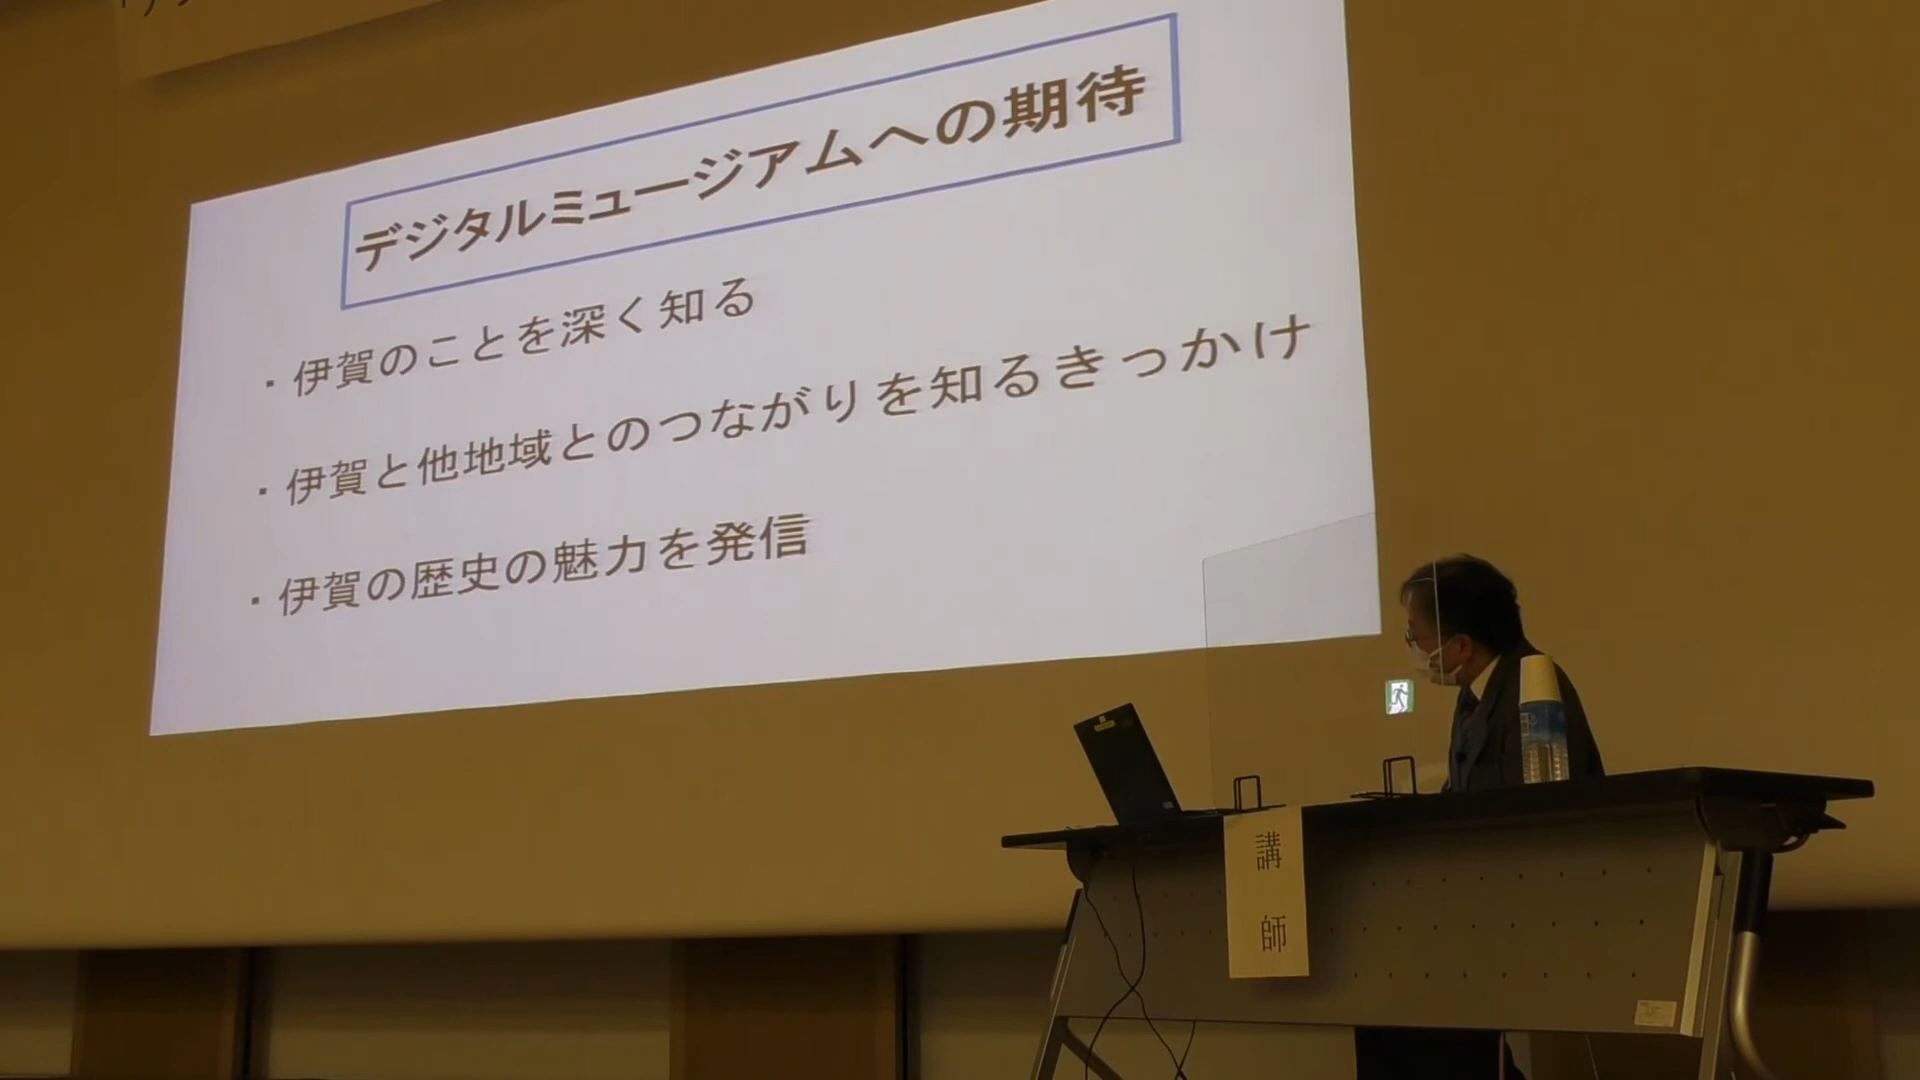 デジタルミュージアムへの期待
・伊賀のことを深く知る
・伊賀と他地域とのつながりを知るきっかけ
・伊賀の歴史の魅力を発信
講師